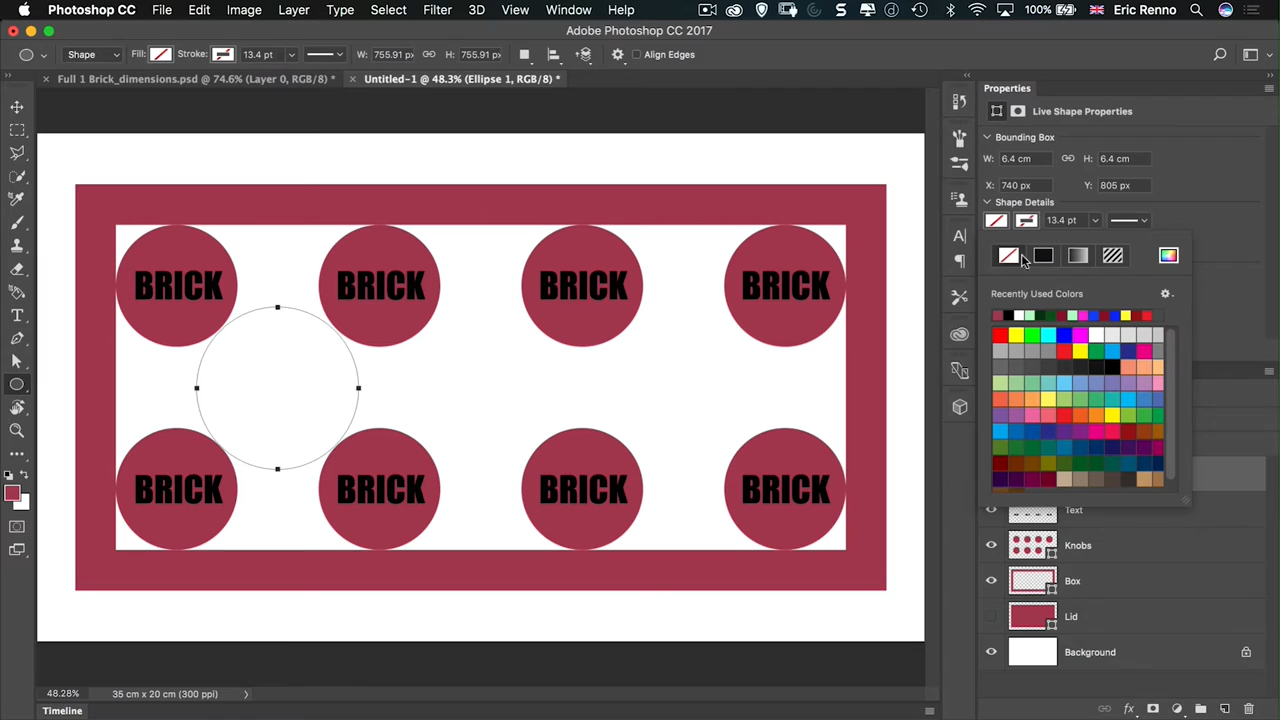 Photoshop CC File Edit Image Layer Type Select Filter 3D View Window Help 100% Eric Renno
Adobe Photoshop CC 2017
Shape Fill: Stroke: 13.4 pt W: 755.91 p H: 755.91 p Align Edges
Full 1 Brick_dimensions.psd @ 74.6% (Layer 0, RGB/8) * Untitled-1 @ 48.3% (Ellipse 1, RGB/8) *
Properties
Live Shape Properties
Bounding Box
W: 6.4 cm H: 6.4 cm
X: 740 px Y: 805 px
Shape Details
13.4 pt
Recently Used Colors
BRICK BRICK BRICK BRICK
BRICK BRICK BRICK BRICK
Text
Knobs
Box
Lid
Background
48.28% 35 cm x 20 cm (300 ppi)
Timeline
fx